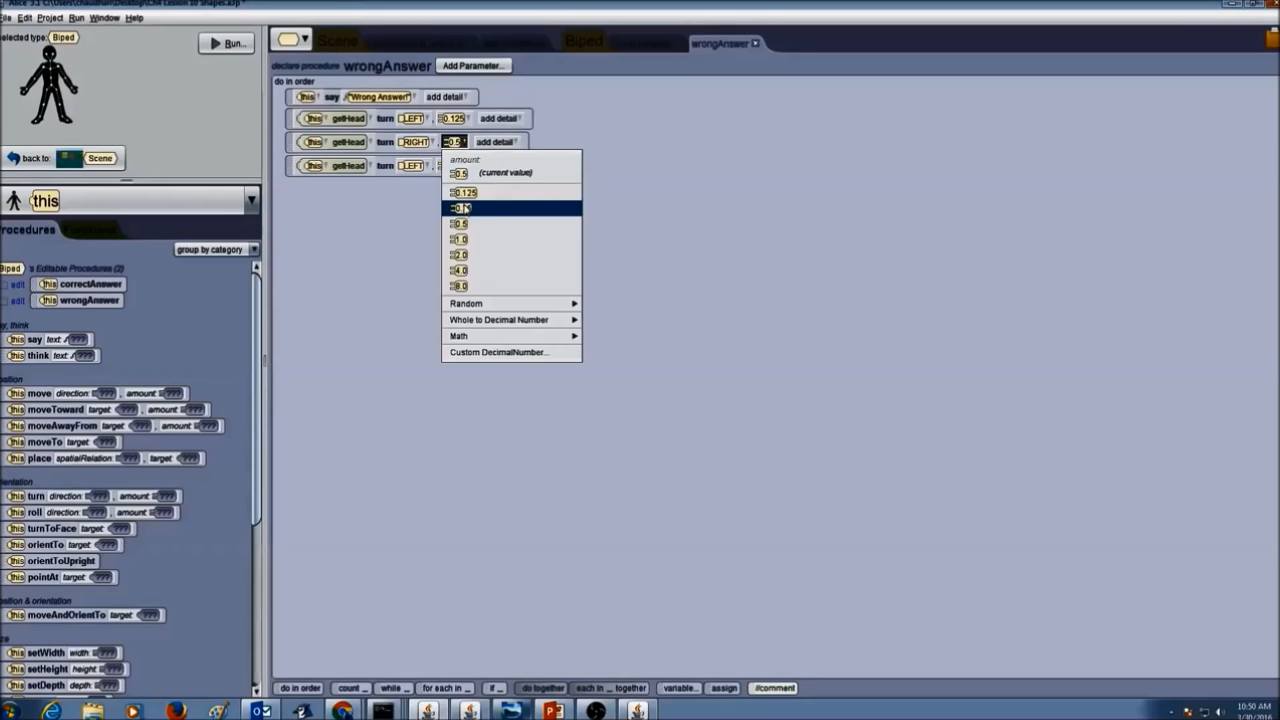 Alice 3.1 C:\Users\chaudhan\Desktop\Ch4 Lesson 10 Shapes.a3p *
File Edit Project Run Window Help
selected type: Biped
Run...
back to: Scene
this
Procedures Functions
group by category
Biped 's Editable Procedures (2)
edit this correctAnswer
edit this wrongAnswer
say, think
this say text: ???
this think text: ???
position
this move direction: ??? , amount: ???
this moveToward target: ??? , amount: ???
this moveAwayFrom target: ??? , amount: ???
this moveTo target: ???
this place spatialRelation: ??? , target: ???
orientation
this turn direction: ??? , amount: ???
this roll direction: ??? , amount: ???
this turnToFace target: ???
this orientTo target: ???
this orientToUpright
this pointAt target: ???
position & orientation
this moveAndOrientTo target: ???
size
this setWidth width: ???
this setHeight height: ???
this setDepth depth: ???
Scene Biped wrongAnswer
declare procedure wrongAnswer Add Parameter...
do in order
this say "Wrong Answer!" add detail
this getHead turn LEFT , 0.125 add detail
this getHead turn RIGHT , 0.5 add detail
this getHead turn LEFT ,
amount:
0.5 (current value)
0.125
0.5
1.0
2.0
4.0
8.0
Random
Whole to Decimal Number
Math
Custom DecimalNumber...
do in order count _ while _ for each in _ if _ do together each in _ together variable... assign //comment
10:50 AM
3/30/2016